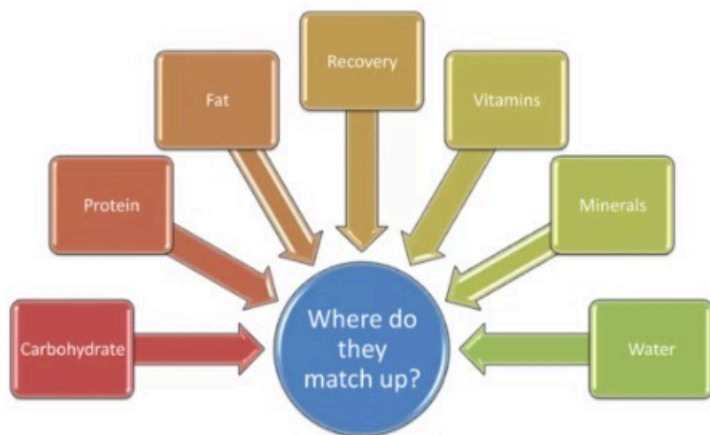 Carbohydrate
Protein
Fat
Recovery
Vitamins
Minerals
Water
Where do
they
match up?